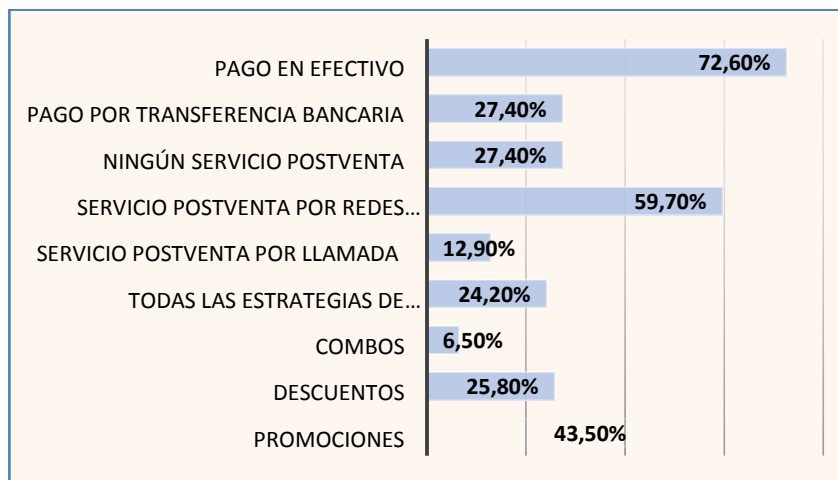 PAGO EN EFECTIVO 72,60%
PAGO POR TRANSFERENCIA BANCARIA 27,40%
NINGÚN SERVICIO POSTVENTA 27,40%
SERVICIO POSTVENTA POR REDES... 59,70%
SERVICIO POSTVENTA POR LLAMADA 12,90%
TODAS LAS ESTRATEGIAS DE... 24,20%
COMBOS 6,50%
DESCUENTOS 25,80%
PROMOCIONES 43,50%